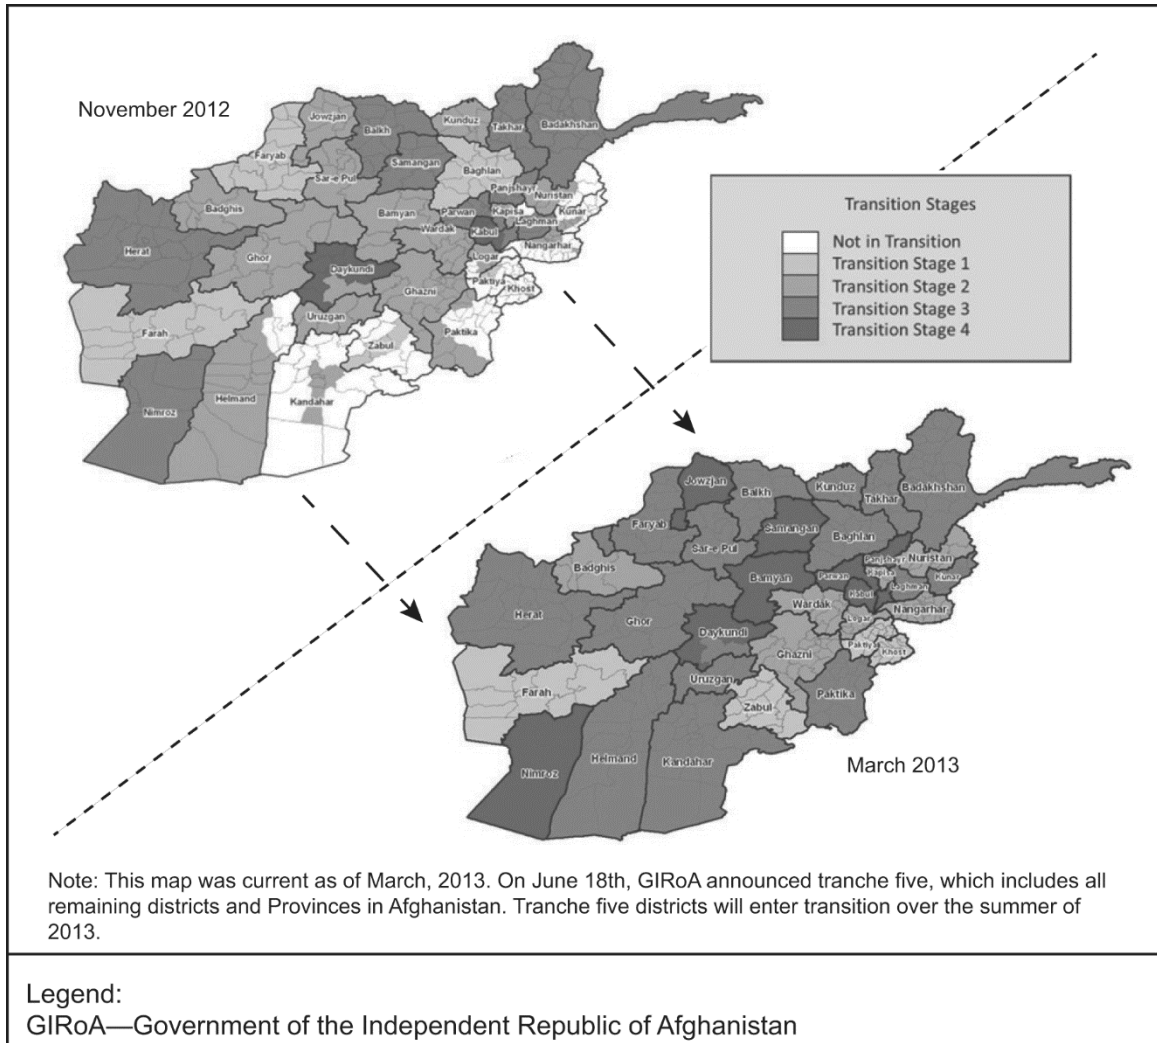 November 2012
Jowzjan
Balkh
Kunduz
Takhar
Badakhshan
Faryab
Samangan
Baghlan
Sar-e Pul
Panjshayr
Nuristan
Badghis
Bamyan
Parwan
Kapisa
Kunar
Laghman
Wardak
Kabul
Nangarhar
Herat
Ghor
Logar
Daykundi
Paktiya
Khost
Ghazni
Uruzgan
Paktika
Farah
Zabul
Helmand
Kandahar
Nimroz
Transition Stages
Not in Transition
Transition Stage 1
Transition Stage 2
Transition Stage 3
Transition Stage 4
Jowzjan
Balkh
Kunduz
Takhar
Badakhshan
Faryab
Samangan
Baghlan
Sar-e Pul
Panjshayr
Nuristan
Badghis
Bamyan
Parwan
Kapisa
Kunar
Laghman
Kabul
Wardak
Nangarhar
Herat
Ghor
Logar
Daykundi
Paktiya
Khost
Ghazni
Uruzgan
Paktika
Farah
Zabul
Helmand
Kandahar
Nimroz
March 2013
Note: This map was current as of March, 2013. On June 18th, GIRoA announced tranche five, which includes all
remaining districts and Provinces in Afghanistan. Tranche five districts will enter transition over the summer of
2013.
Legend:
GIRoA—Government of the Independent Republic of Afghanistan